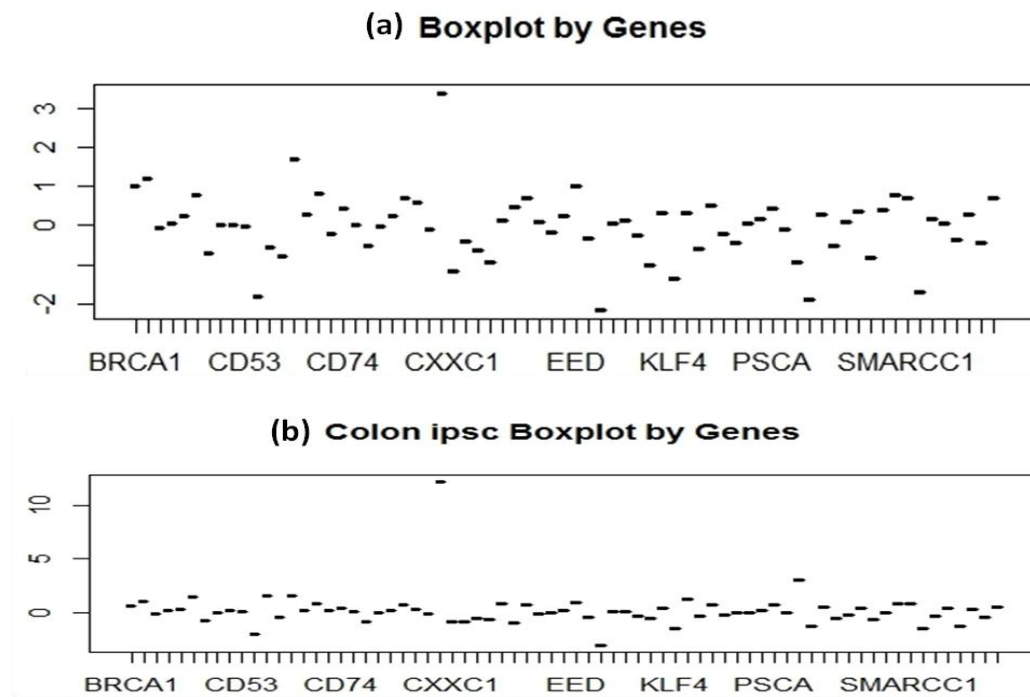 (a) Boxplot by Genes
3
2
1
0
-2
BRCA1 CD53 CD74 CXXC1 EED KLF4 PSCA SMARCC1
(b) Colon ipsc Boxplot by Genes
10
5
0
BRCA1 CD53 CD74 CXXC1 EED KLF4 PSCA SMARCC1